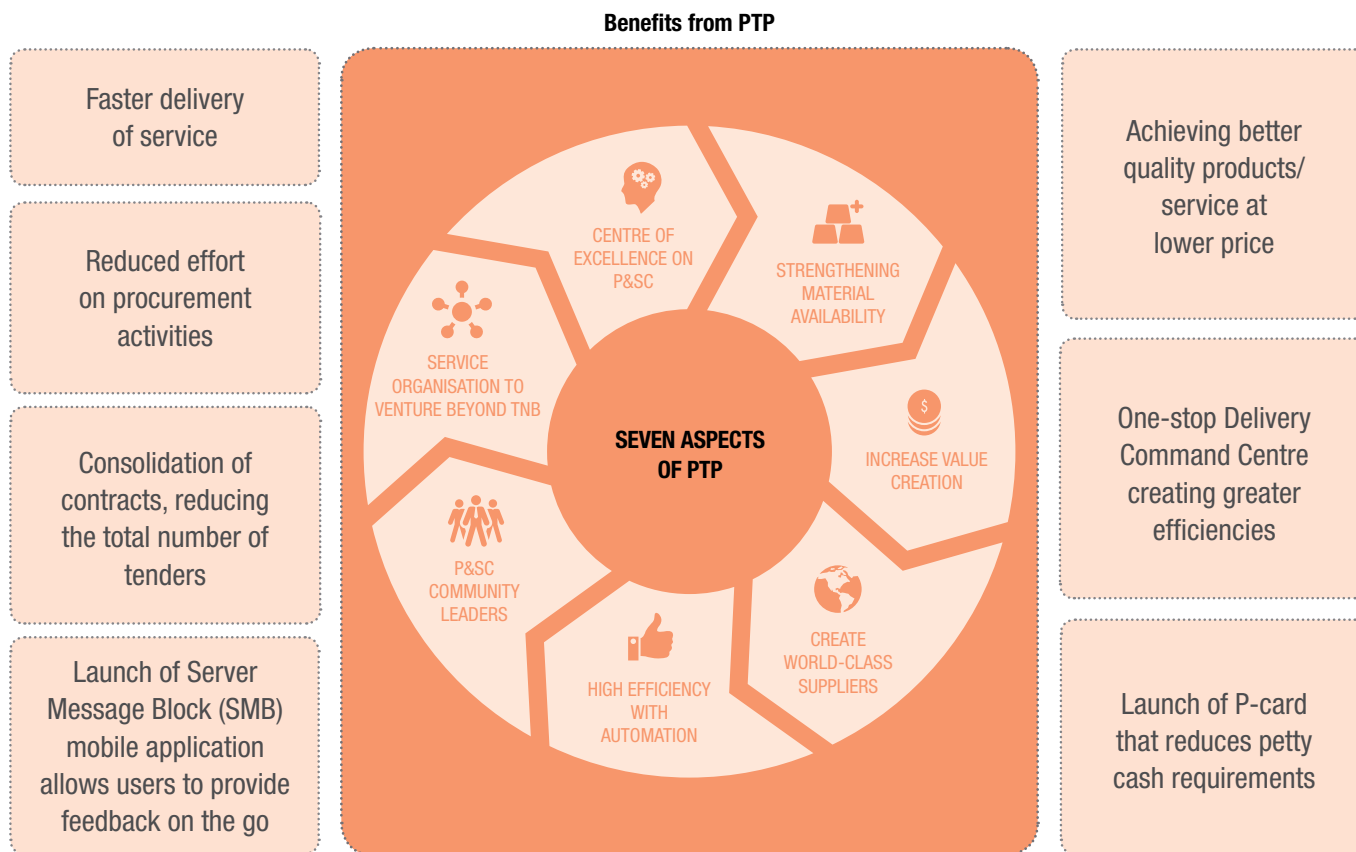 Benefits from PTP
Faster delivery
of service
Reduced effort
on procurement
activities
Consolidation of
contracts, reducing
the total number of
tenders
Launch of Server
Message Block (SMB)
mobile application
allows users to provide
feedback on the go
CENTRE OF
EXCELLENCE ON
P&SC
STRENGTHENING
MATERIAL
AVAILABILITY
$
INCREASE VALUE
CREATION
CREATE
WORLD-CLASS
SUPPLIERS
HIGH EFFICIENCY
WITH
AUTOMATION
P&SC
COMMUNITY
LEADERS
SERVICE
ORGANISATION TO
VENTURE BEYOND TNB
SEVEN ASPECTS
OF PTP
Achieving better
quality products/
service at
lower price
One-stop Delivery
Command Centre
creating greater
efficiencies
Launch of P-card
that reduces petty
cash requirements